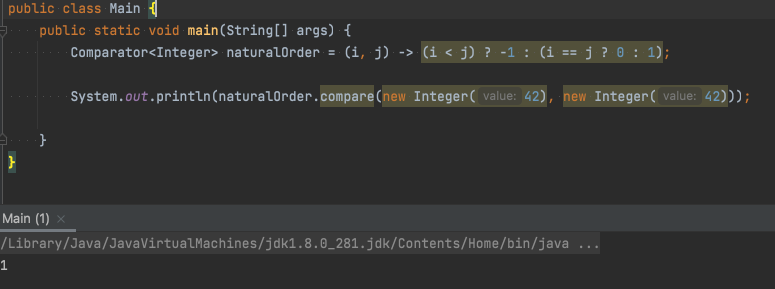 public class Main {
public static void main(String[] args) {
Comparator<Integer> naturalOrder = (i, j) -> (i < j) ? -1 : (i == j ? 0 : 1);
System.out.println(naturalOrder.compare(new Integer( value: 42), new Integer( value: 42)));
}
}
Main (1) ×
/Library/Java/JavaVirtualMachines/jdk1.8.0_281.jdk/Contents/Home/bin/java ...
1